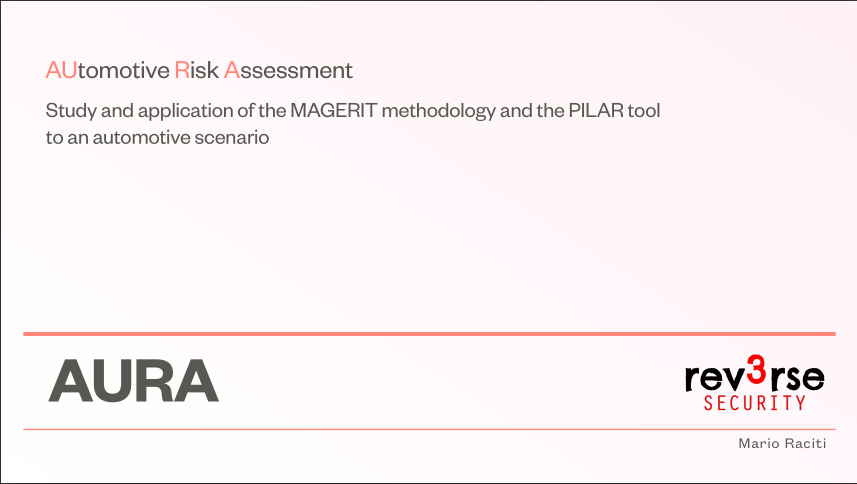 AUtomotive Risk Assessment
Study and application of the MAGERIT methodology and the PILAR tool
to an automotive scenario
AURA
rev3rse
SECURITY
Mario Raciti